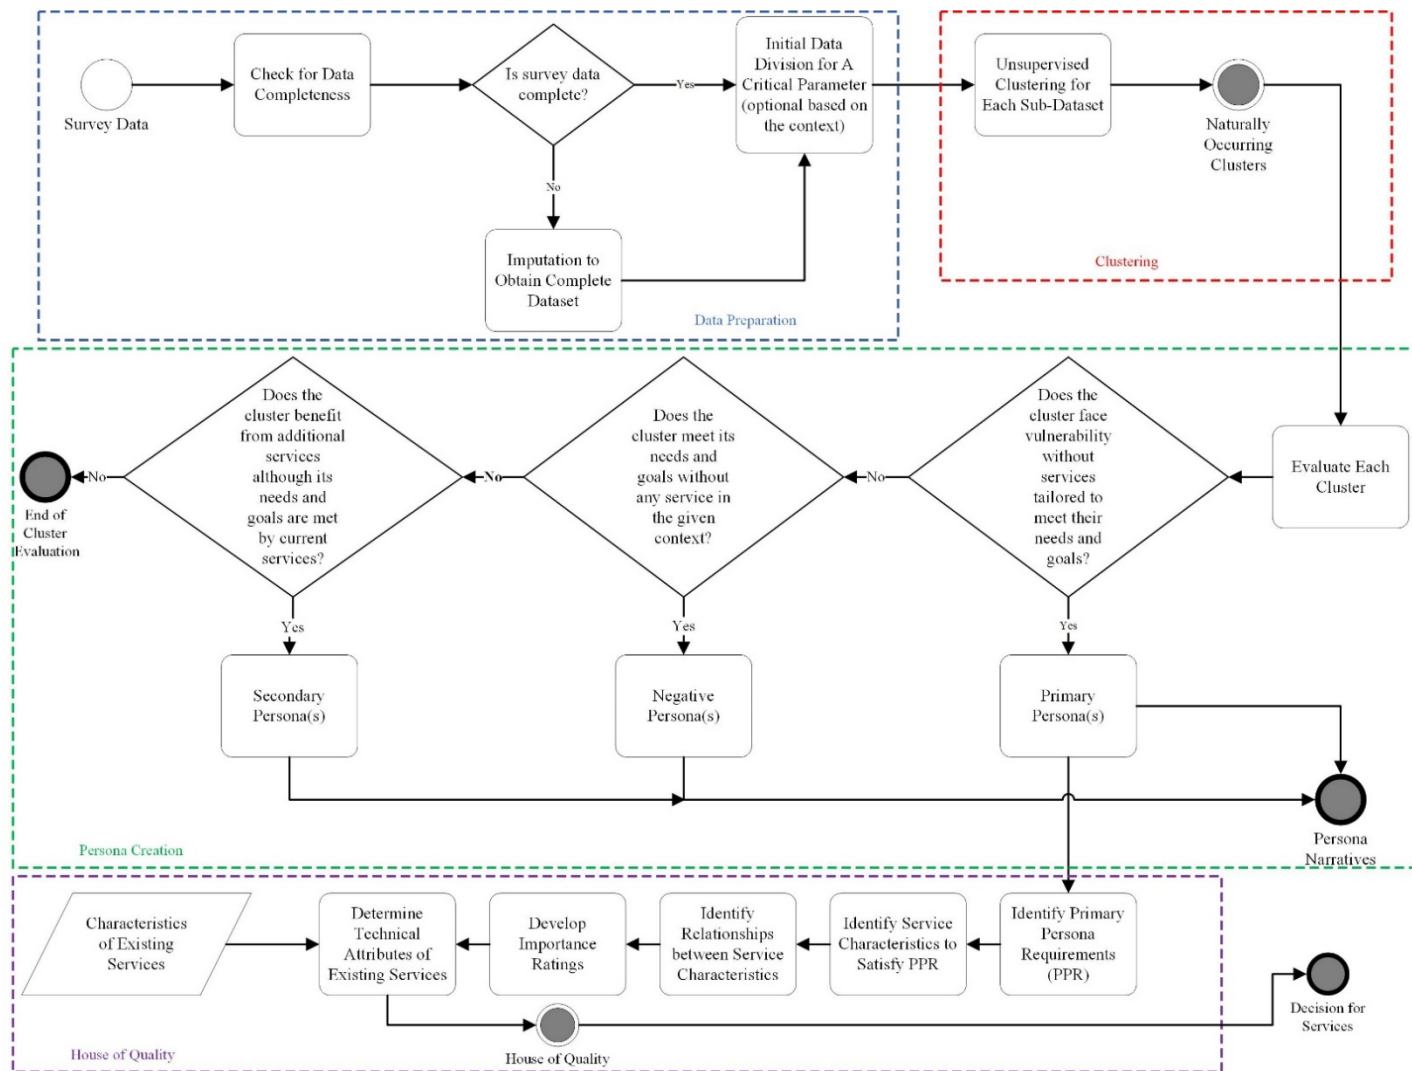 Survey Data
Check for Data
Completeness
Is survey data
complete?
Yes
No
Imputation to
Obtain Complete
Dataset
Initial Data
Division for A
Critical Parameter
(optional based on
the context)
Data Preparation
Unsupervised
Clustering for
Each Sub-Dataset
Naturally
Occurring
Clusters
Clustering
Evaluate Each
Cluster
Does the
cluster face
vulnerability
without
services
tailored to
meet their
needs and
goals?
No
Yes
Primary
Persona(s)
Does the
cluster meet its
needs and
goals without
any service in
the given
context?
No
Yes
Negative
Persona(s)
Does the
cluster benefit
from additional
services
although its
needs and
goals are met
by current
services?
No
Yes
Secondary
Persona(s)
End of
Cluster
Evaluation
Persona
Narratives
Persona Creation
Identify Primary
Persona
Requirements
(PPR)
Identify Service
Characteristics to
Satisfy PPR
Identify
Relationships
between Service
Characteristics
Develop
Importance
Ratings
Determine
Technical
Attributes of
Existing Services
Characteristics
of Existing
Services
House of Quality
Decision for
Services
House of Quality